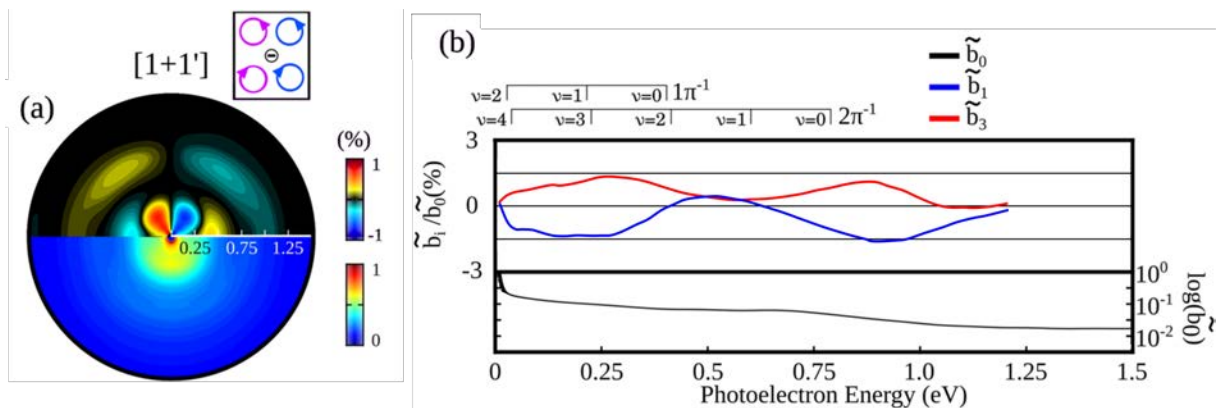 [1+1']
⊖
(a)
(%)
1
-1
1
0
0.25 0.75 1.25
(b)
b̃₀
b̃₁
b̃₃
ν=2 ν=1 ν=0 1π⁻¹
ν=4 ν=3 ν=2 ν=1 ν=0 2π⁻¹
3
0
-3
b̃ᵢ/b̃₀(%)
10⁰
10⁻¹
10⁻²
log(b̃0)
0 0.25 0.5 0.75 1.0 1.25 1.5
Photoelectron Energy (eV)